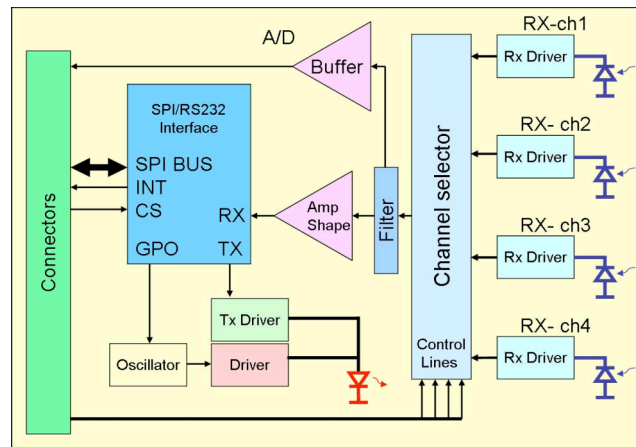 RX-ch1
A/D
Buffer
Rx Driver
SPI/RS232
Interface
RX- ch2
SPI BUS
Rx Driver
INT
CS
RX
Amp
Shape
Filter
Channel selector
Connectors
GPO
TX
RX- ch3
Rx Driver
Tx Driver
RX- ch4
Control
Lines
Rx Driver
Oscillator
Driver